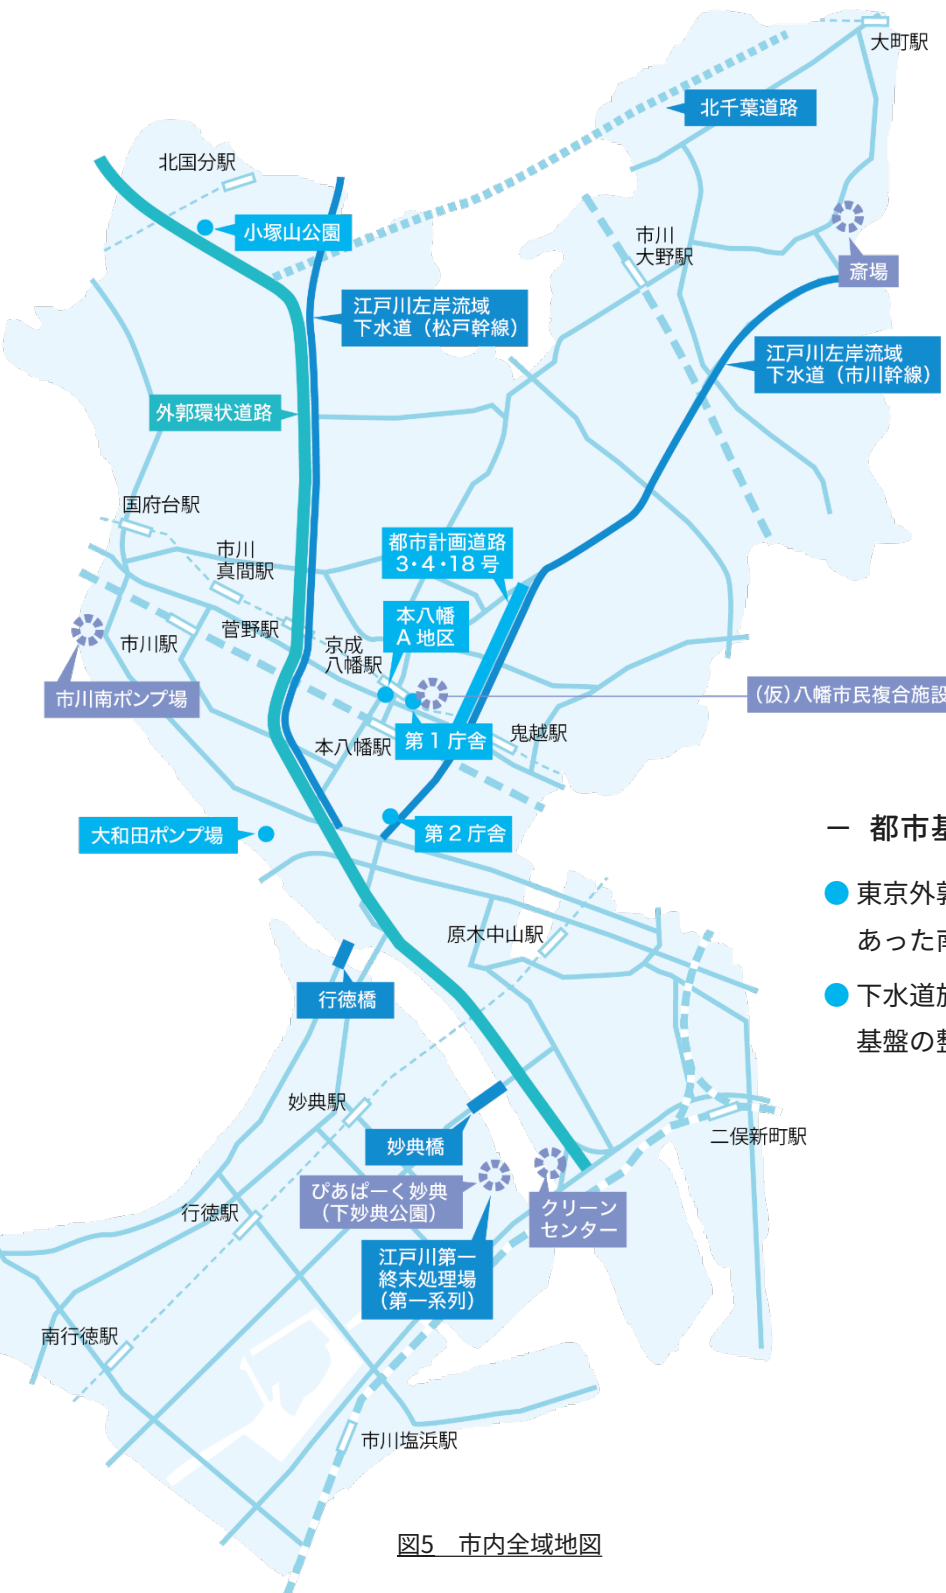 大町駅
北千葉道路
北国分駅
小塚山公園
市川
大野駅
斎場
江戸川左岸流域
下水道（松戸幹線）
江戸川左岸流域
下水道（市川幹線）
外郭環状道路
国府台駅
市川
真間駅
都市計画道路
3・4・18号
本八幡
A地区
菅野駅
市川駅
京成
八幡駅
市川南ポンプ場
（仮）八幡市民複合施設
鬼越駅
本八幡駅
第1庁舎
大和田ポンプ場
第2庁舎
― 都市基
● 東京外郭
あった南
● 下水道施
基盤の整
原木中山駅
行徳橋
妙典駅
妙典橋
二俣新町駅
ぴあぱーく妙典
（下妙典公園）
クリーン
センター
行徳駅
江戸川第一
終末処理場
（第一系列）
南行徳駅
市川塩浜駅
図5　市内全域地図